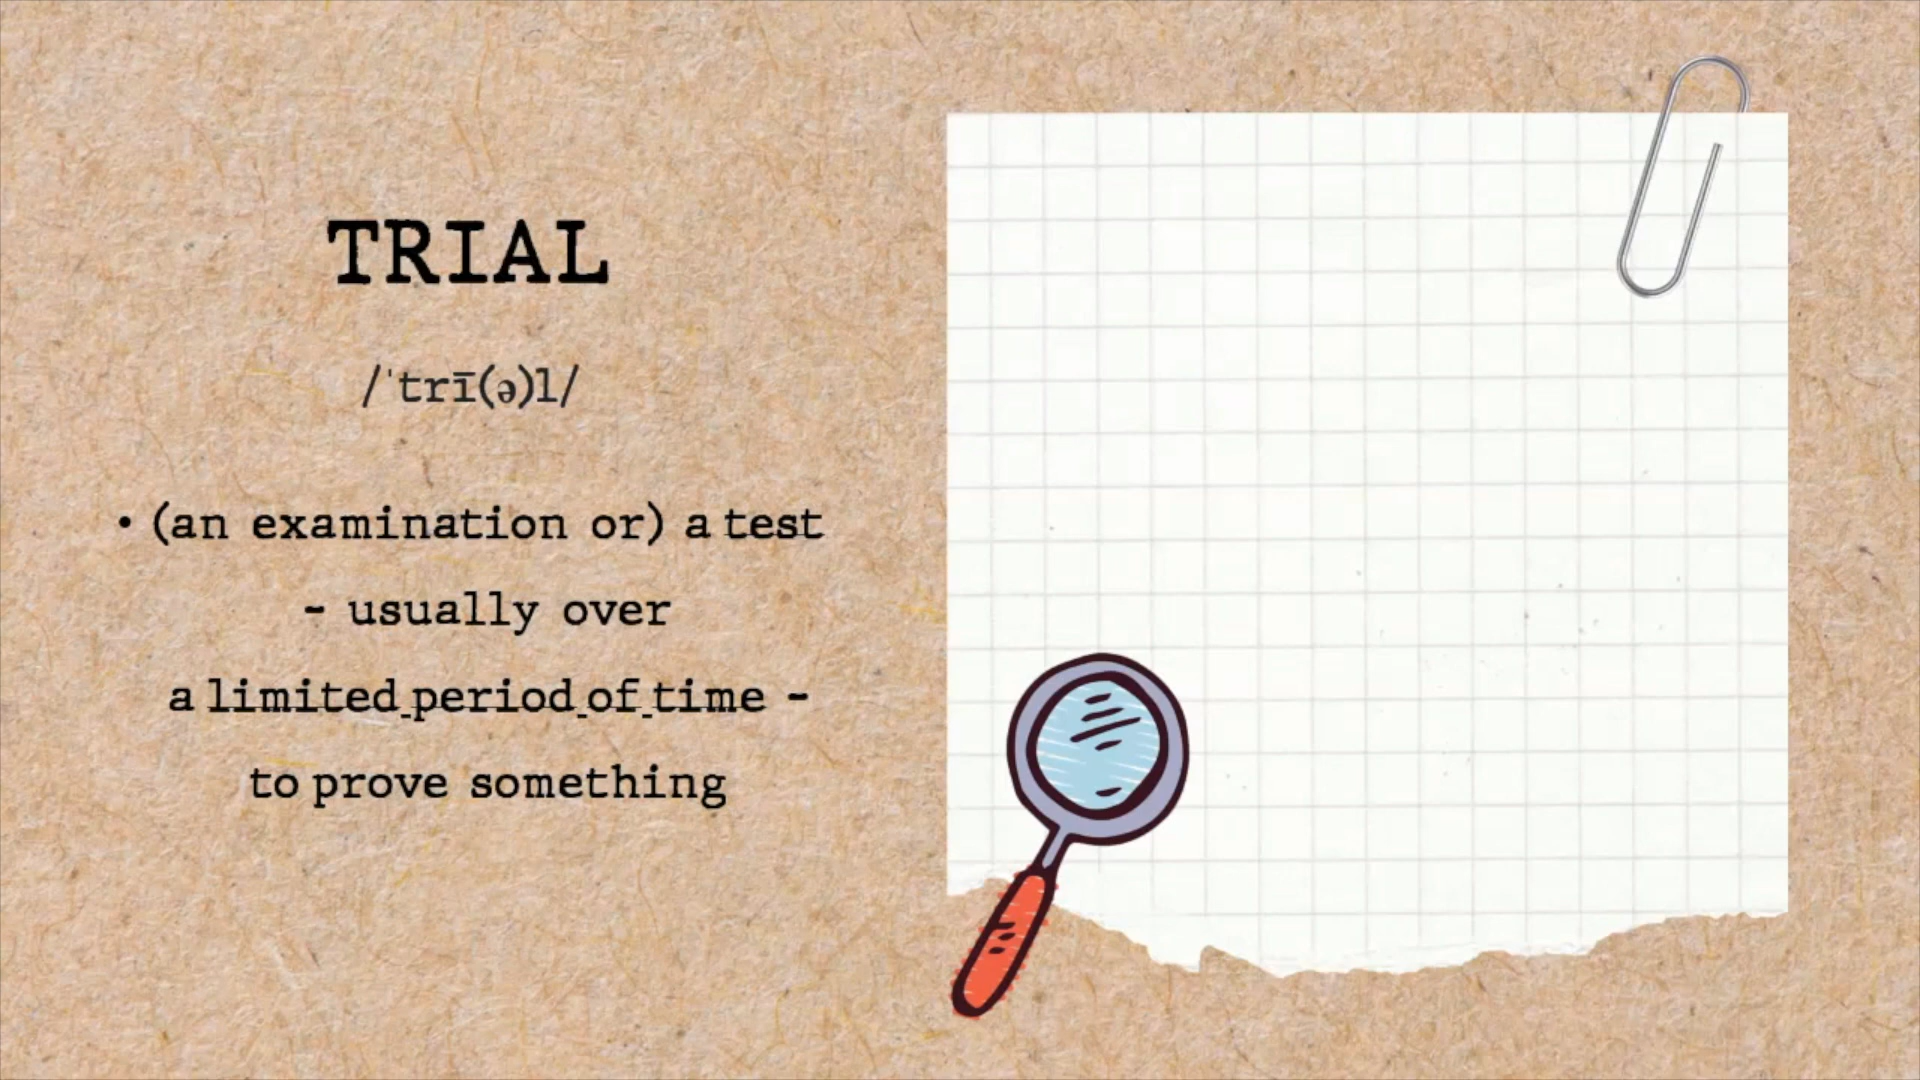 TRIAL
/ˈtrī(ə)l/
• (an examination or) a test
- usually over
a limited period of time -
to prove something